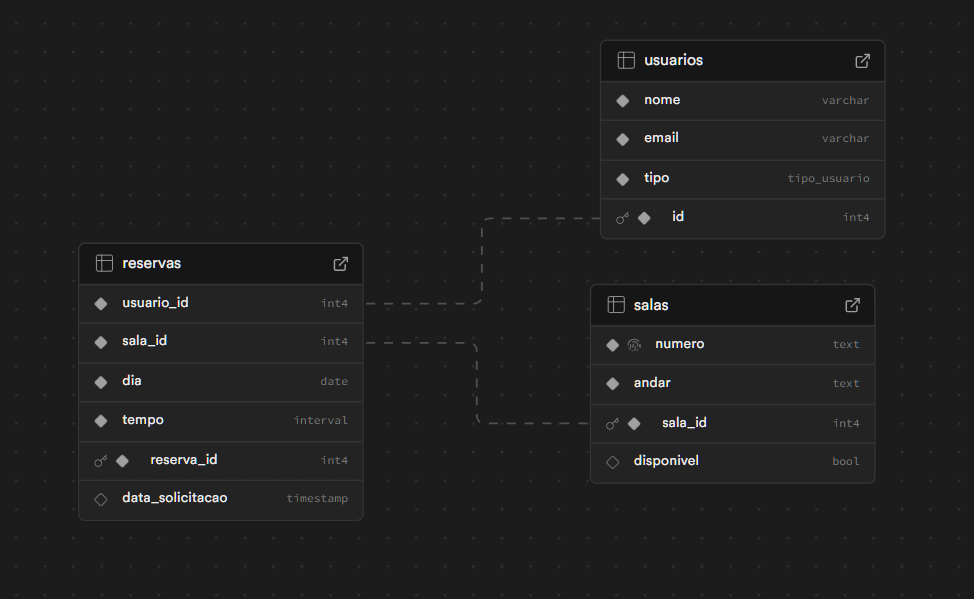 usuarios
nome varchar
email varchar
tipo tipo_usuario
id int4
reservas
usuario_id int4
sala_id int4
dia date
tempo interval
reserva_id int4
data_solicitacao timestamp
salas
numero text
andar text
sala_id int4
disponivel bool